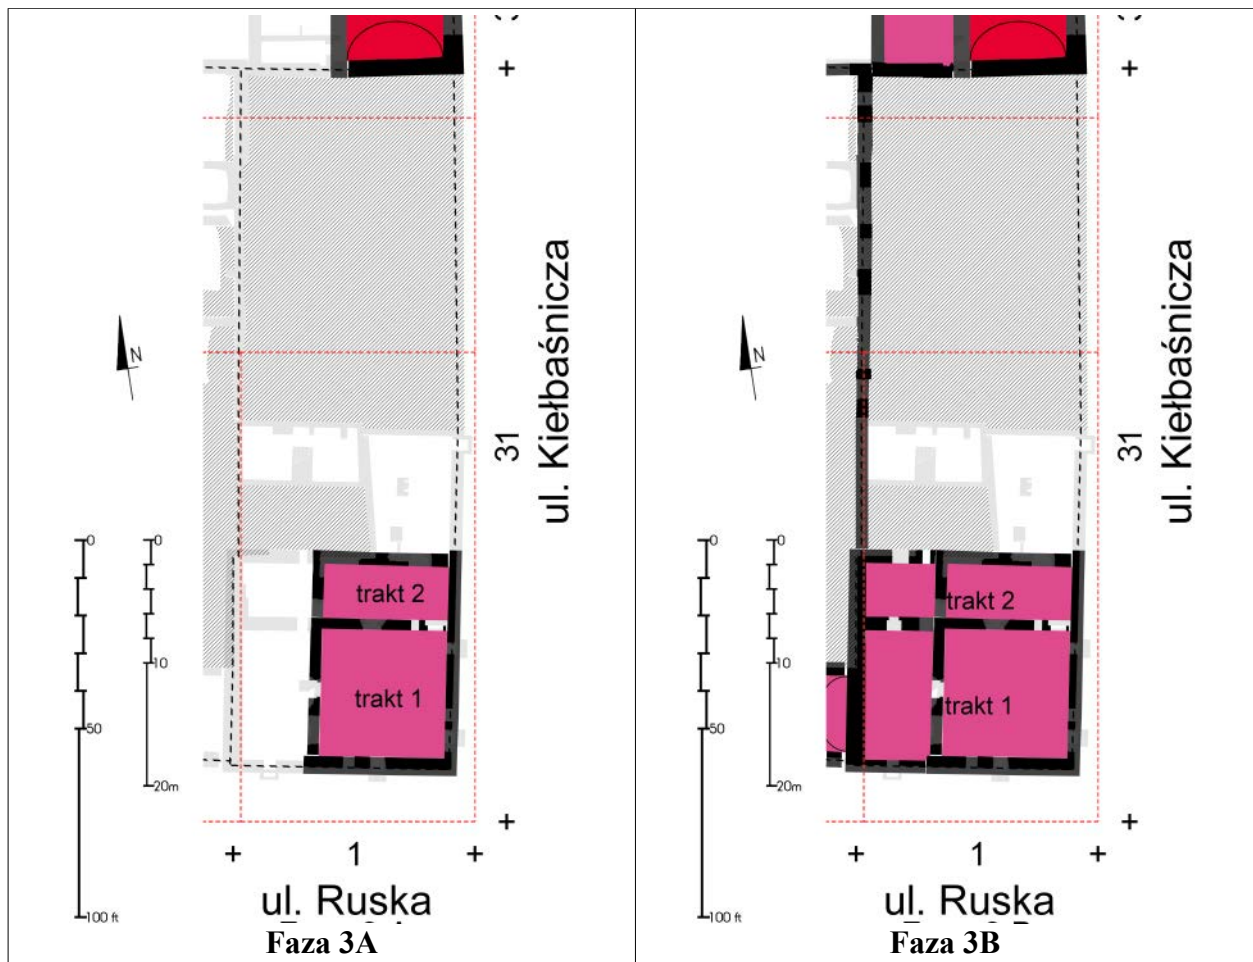 +
ul. Kiełbaśnicza
31
N
0
0
trakt 2
trakt 1
10
50
20m
100 ft
+
+
1
+
ul. Ruska
Faza 3A
+
ul. Kiełbaśnicza
31
N
0
0
trakt 2
trakt 1
10
50
20m
100 ft
+
+
1
+
ul. Ruska
Faza 3B